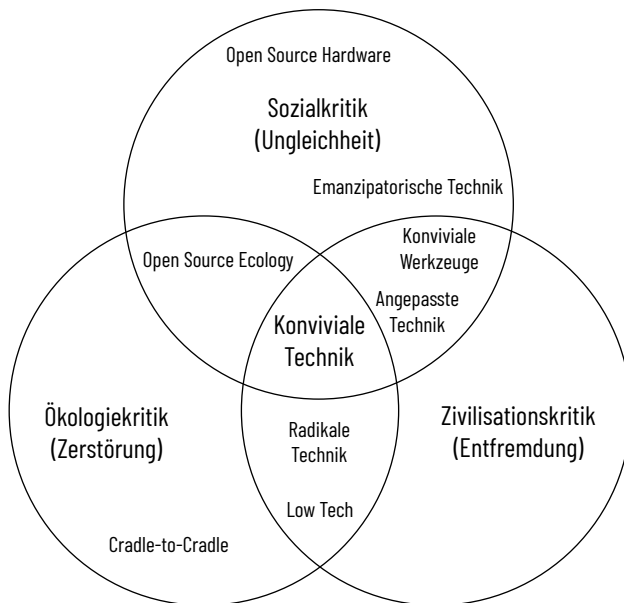 Open Source Hardware
Sozialkritik
(Ungleichheit)
Emanzipatorische Technik
Open Source Ecology
Konviviale
Werkzeuge
Angepasste
Technik
Konviviale
Technik
Ökologiekritik
(Zerstörung)
Radikale
Technik
Zivilisationskritik
(Entfremdung)
Low Tech
Cradle-to-Cradle